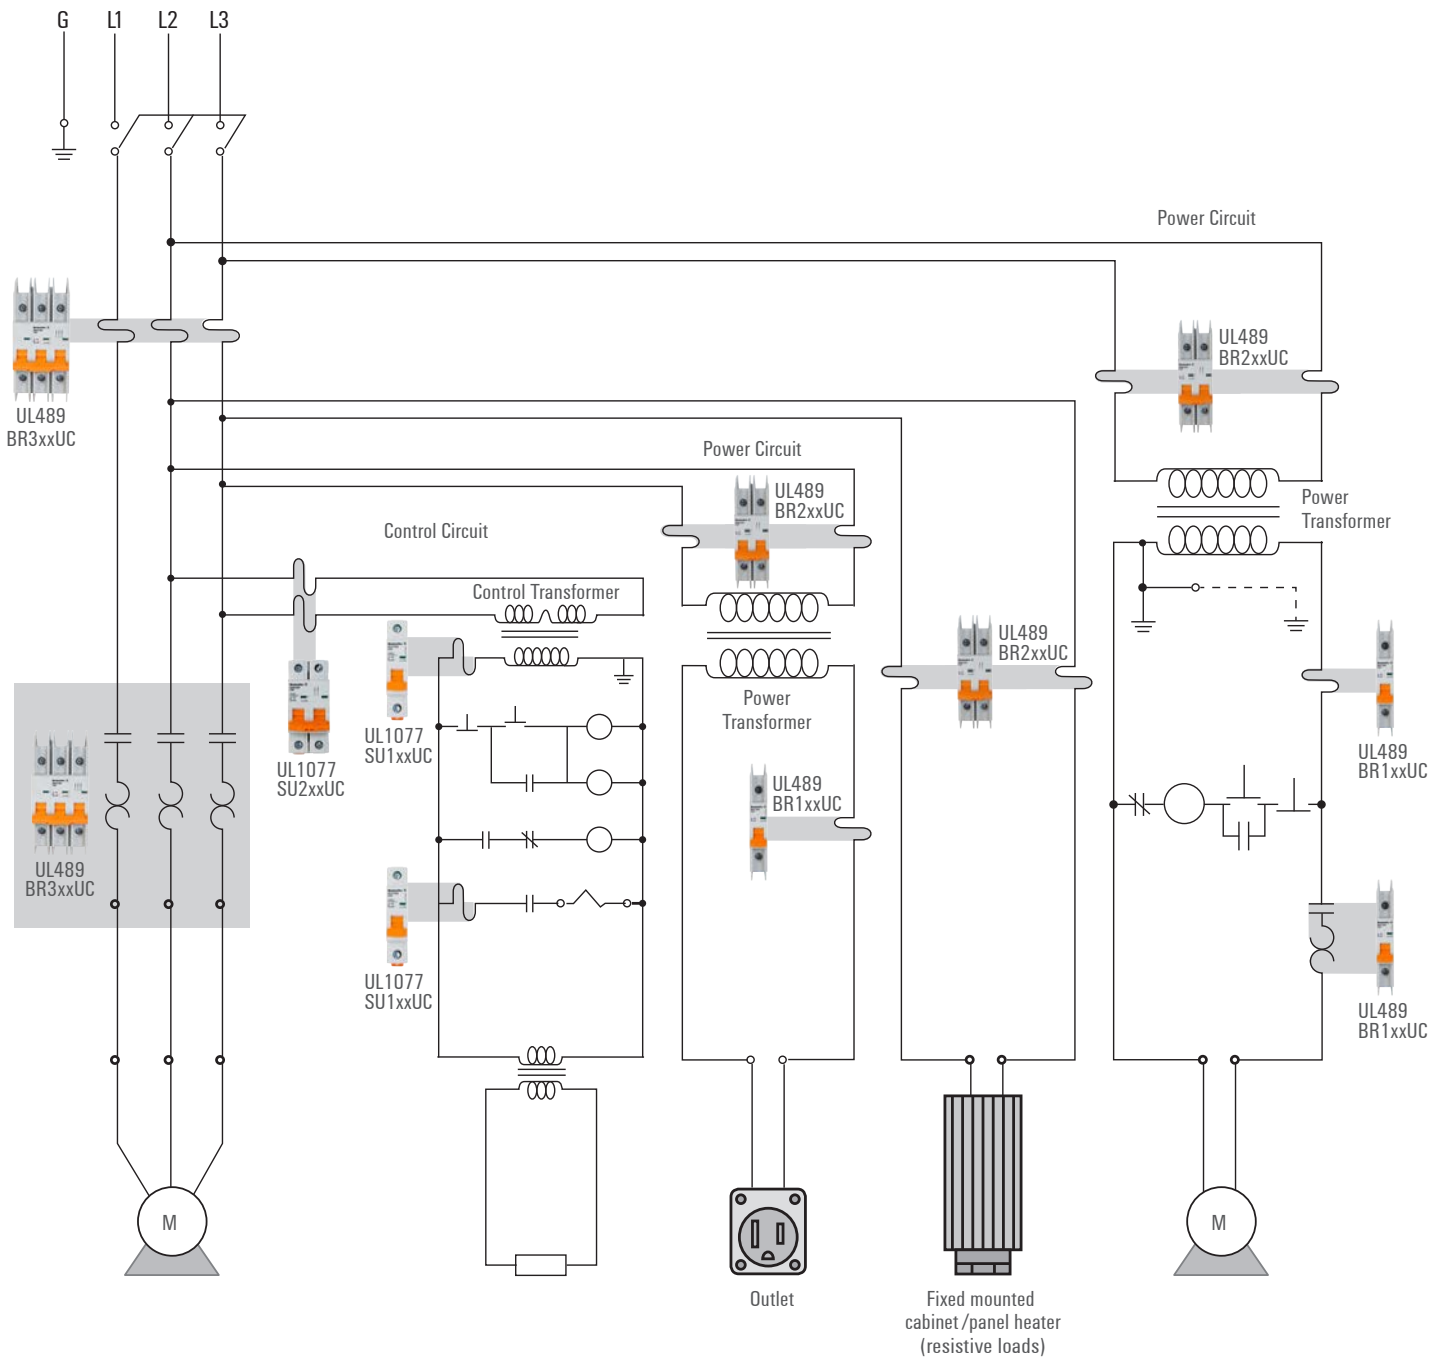 G L1 L2 L3
Power Circuit
UL489
BR3xxUC
UL489
BR2xxUC
Power Circuit
UL489
BR2xxUC
Power
Transformer
Control Circuit
Control Transformer
UL1077
SU2xxUC
UL1077
SU1xxUC
Power
Transformer
UL489
BR2xxUC
UL489
BR1xxUC
UL489
BR1xxUC
UL489
BR3xxUC
UL1077
SU1xxUC
UL489
BR1xxUC
M
M
Outlet
Fixed mounted
cabinet/panel heater
(resistive loads)